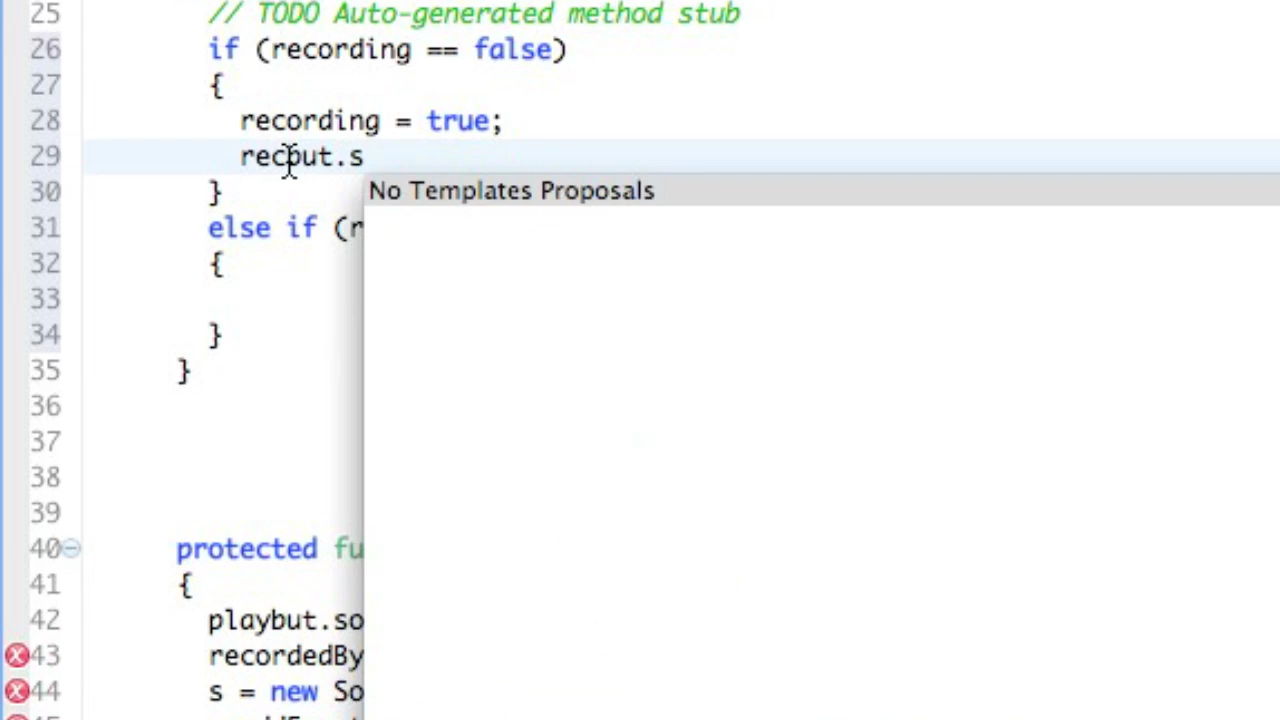 25 // TODO Auto-generated method stub
26 if (recording == false)
27 {
28 recording = true;
29 recbut.s
No Templates Proposals
30 }
31 else if (r
32 {
33
34 }
35 }
36
37
38
39
40 protected fu
41 {
42 playbut.so
43 recordedBy
44 s = new So